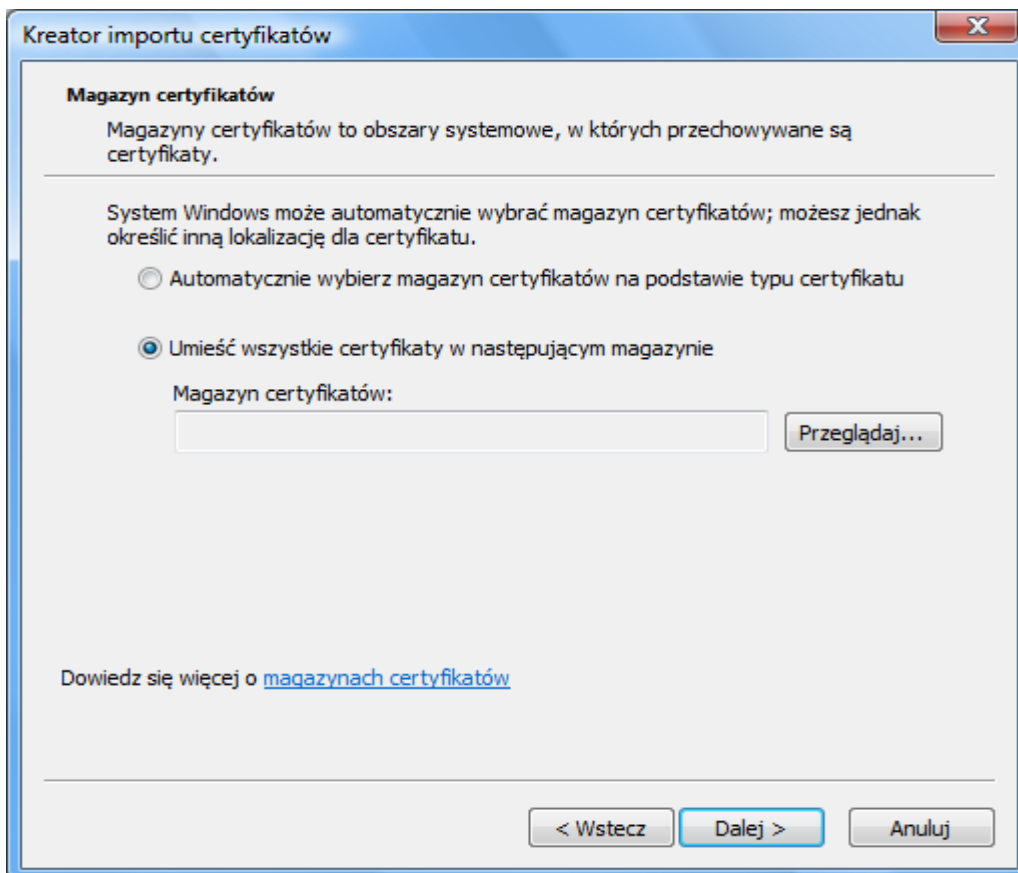 Kreator importu certyfikatów
Magazyn certyfikatów
Magazyny certyfikatów to obszary systemowe, w których przechowywane są
certyfikaty.
System Windows może automatycznie wybrać magazyn certyfikatów; możesz jednak
określić inną lokalizację dla certyfikatu.
Automatycznie wybierz magazyn certyfikatów na podstawie typu certyfikatu
Umieść wszystkie certyfikaty w następującym magazynie
Magazyn certyfikatów:
Przeglądaj...
Dowiedz się więcej o magazynach certyfikatów
< Wstecz
Dalej >
Anuluj